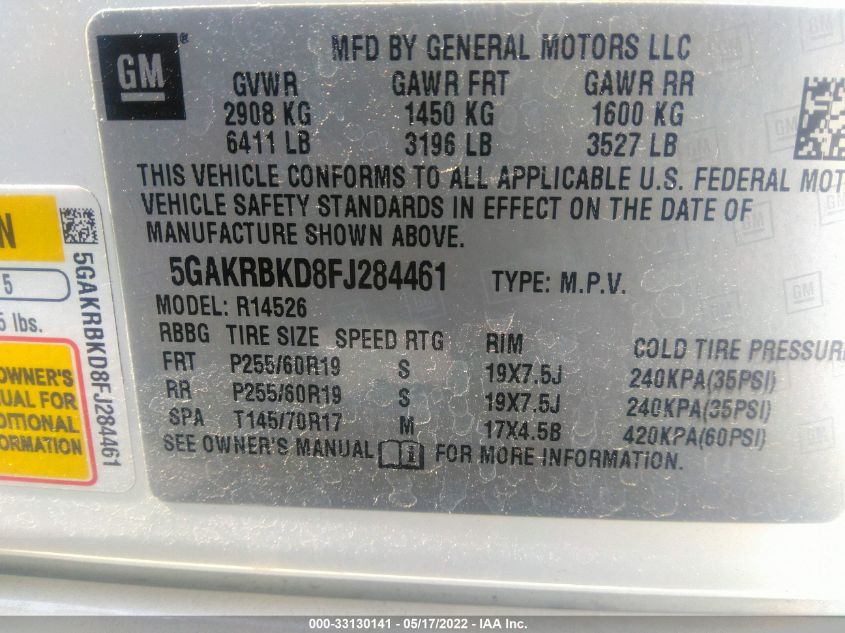 GM ®
MFD BY GENERAL MOTORS LLC
GVWR GAWR FRT GAWR RR
2908 KG 1450 KG 1600 KG
6411 LB 3196 LB 3527 LB
THIS VEHICLE CONFORMS TO ALL APPLICABLE U.S. FEDERAL MOT
VEHICLE SAFETY STANDARDS IN EFFECT ON THE DATE OF
MANUFACTURE SHOWN ABOVE.
5GAKRBKD8FJ284461 TYPE: M.P.V.
MODEL: R14526
RBBG TIRE SIZE SPEED RTG RIM COLD TIRE PRESSURE
FRT P255/60R19 S 19X7.5J 240KPA(35PSI)
RR P255/60R19 S 19X7.5J 240KPA(35PSI)
SPA T145/70R17 M 17X4.5B 420KPA(60PSI)
SEE OWNER'S MANUAL FOR MORE INFORMATION.
N
5
5 lbs.
OWNER'S
UAL FOR
DITIONAL
ORMATION
5GAKRBKD8FJ284461
000-33130141 - 05/17/2022 - IAA Inc.